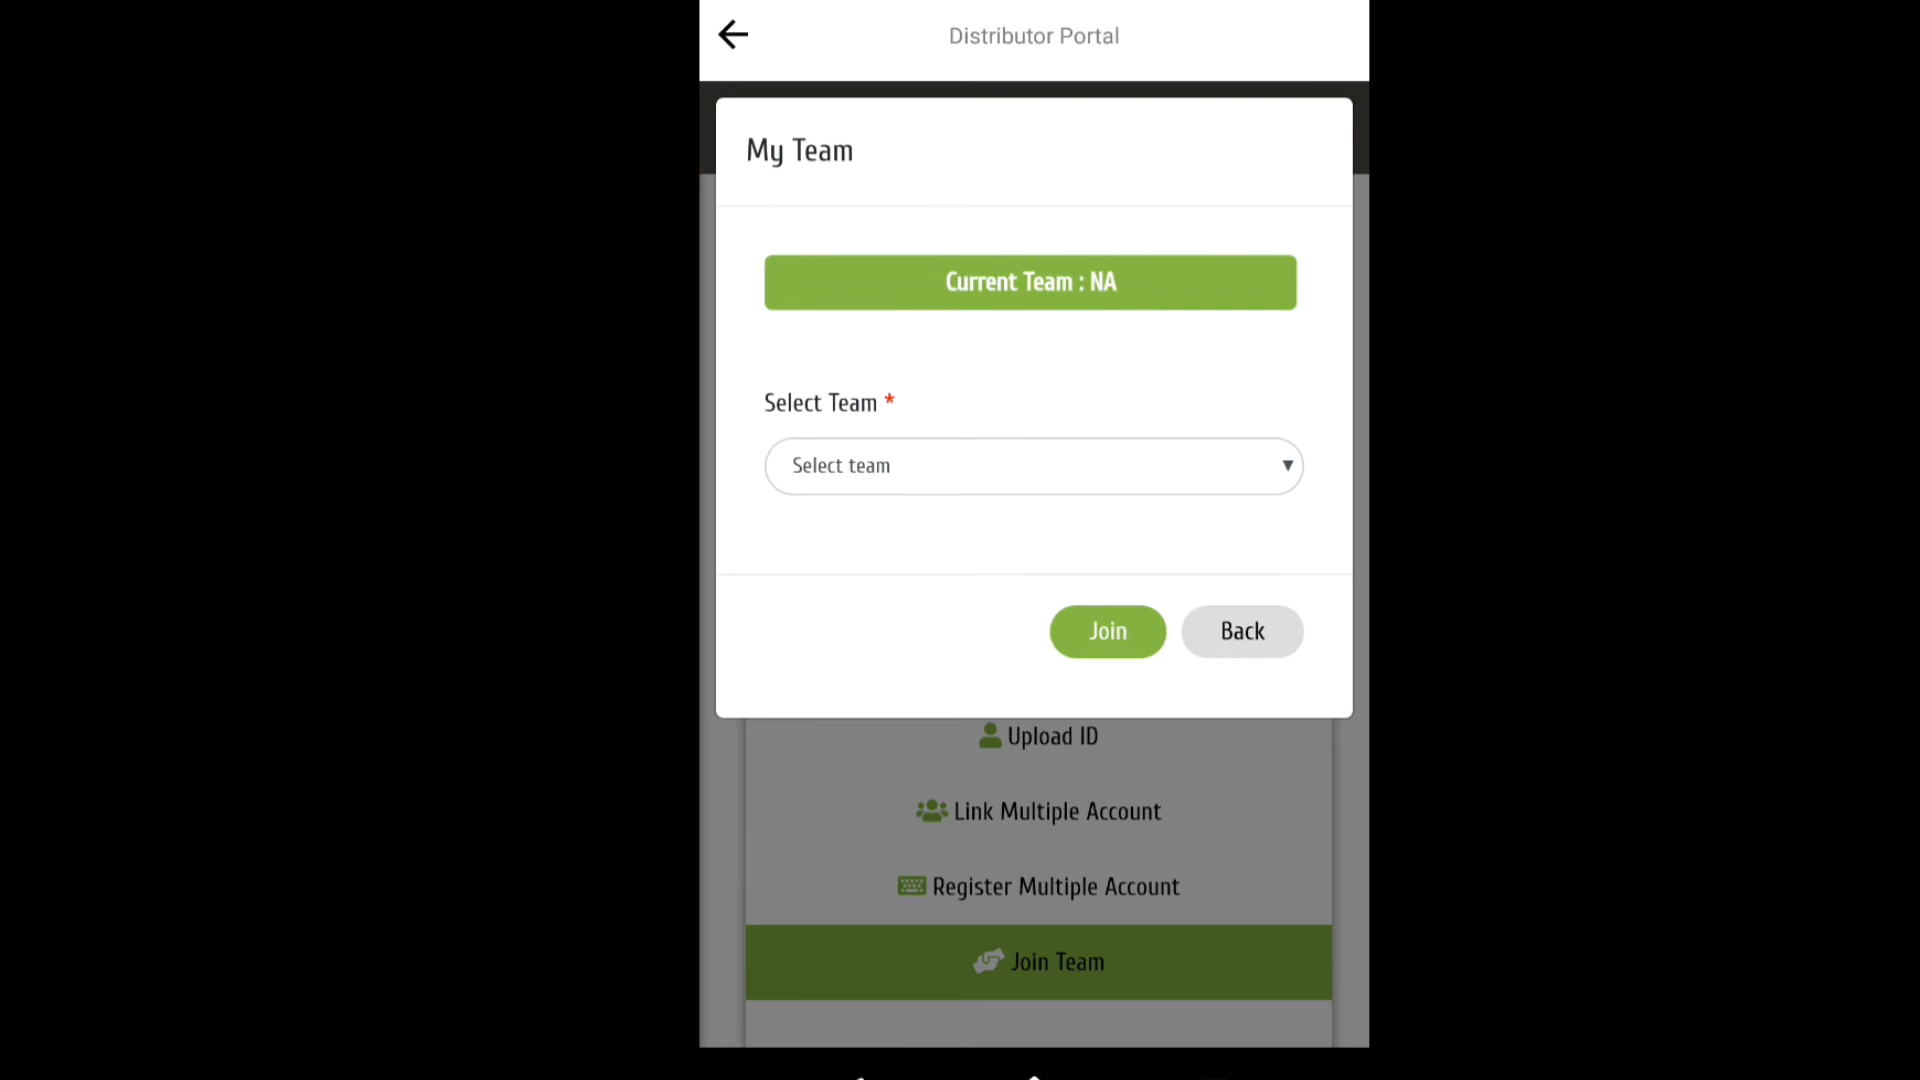 Distributor Portal
My Team
Current Team : NA
Select Team *
Select team
Join
Back
Upload ID
Link Multiple Account
Register Multiple Account
Join Team